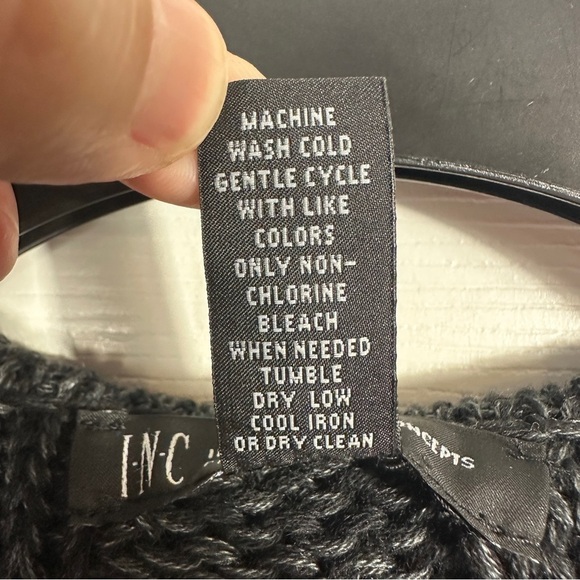 MACHINE
WASH COLD
GENTLE CYCLE
WITH LIKE
COLORS
ONLY NON-
CHLORINE
BLEACH
WHEN NEEDED
TUMBLE
DRY LOW
COOL IRON
OR DRY CLEAN
I·N·C